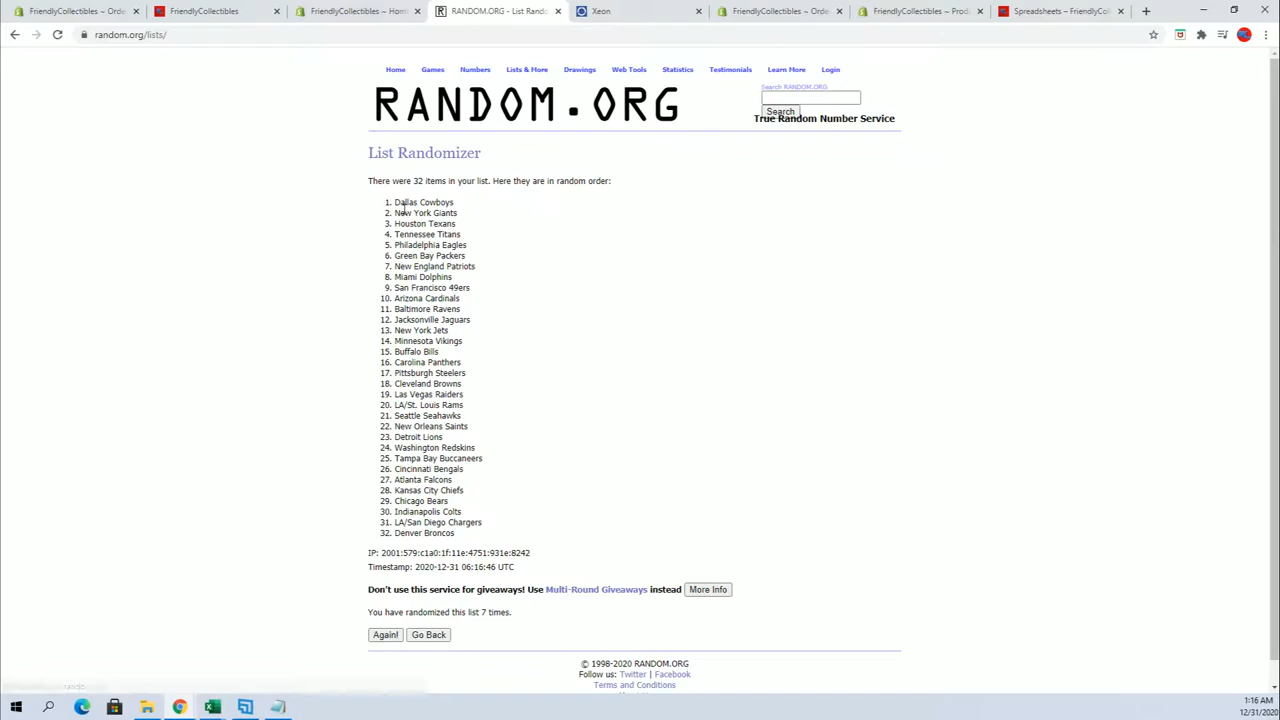 FriendlyCollectibles ~ Orde
FriendlyCollectibles
FriendlyCollectibles ~ Hom
RANDOM.ORG - List Rando
Xeon
FriendlyCollectibles ~ Orde
FriendlyCollectibles ~ Prod
Spreadsheets – FriendlyCol
random.org/lists/
Home Games Numbers Lists & More Drawings Web Tools Statistics Testimonials Learn More Login
Search RANDOM.ORG
RANDOM.ORG
Search
True Random Number Service
List Randomizer
There were 32 items in your list. Here they are in random order:
1. Dallas Cowboys
2. New York Giants
3. Houston Texans
4. Tennessee Titans
5. Philadelphia Eagles
6. Green Bay Packers
7. New England Patriots
8. Miami Dolphins
9. San Francisco 49ers
10. Arizona Cardinals
11. Baltimore Ravens
12. Jacksonville Jaguars
13. New York Jets
14. Minnesota Vikings
15. Buffalo Bills
16. Carolina Panthers
17. Pittsburgh Steelers
18. Cleveland Browns
19. Las Vegas Raiders
20. LA/St. Louis Rams
21. Seattle Seahawks
22. New Orleans Saints
23. Detroit Lions
24. Washington Redskins
25. Tampa Bay Buccaneers
26. Cincinnati Bengals
27. Atlanta Falcons
28. Kansas City Chiefs
29. Chicago Bears
30. Indianapolis Colts
31. LA/San Diego Chargers
32. Denver Broncos
IP: 2001:579:c1a0:1f:11e:4751:931e:8242
Timestamp: 2020-12-31 06:16:46 UTC
Don't use this service for giveaways! Use Multi-Round Giveaways instead More Info
You have randomized this list 7 times.
Again! Go Back
© 1998-2020 RANDOM.ORG
Follow us: Twitter | Facebook
Terms and Conditions
1:16 AM
12/31/2020